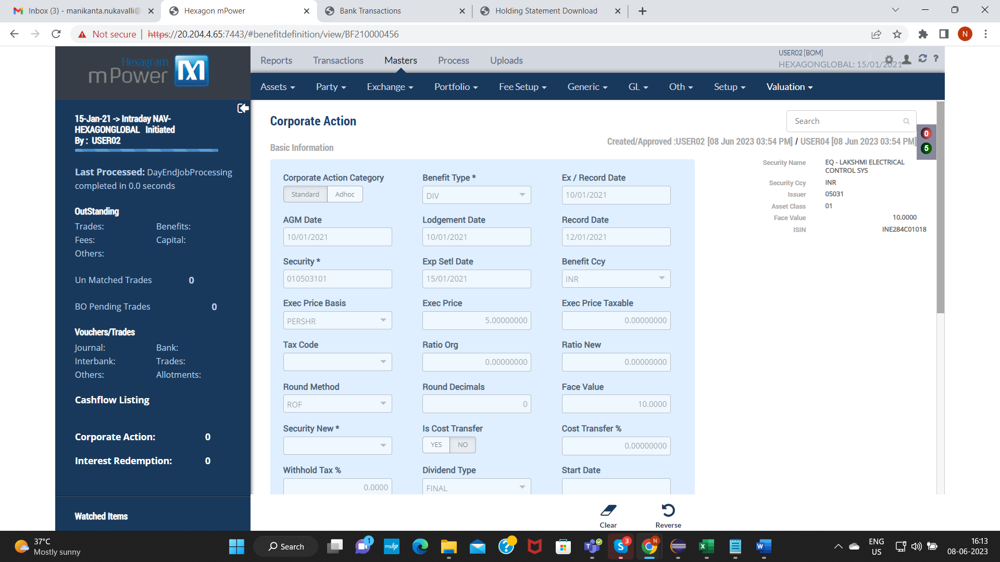 Inbox (3) - manikanta.nukavalli@
Hexagon mPower
Bank Transactions
Holding Statement Download
Not secure
https://20.204.4.65:7443/#benefitdefinition/view/BF210000456
N
Hexagram
mPower
Reports
Transactions
Masters
Process
Uploads
USER02 [BOM]
HEXAGONGLOBAL: 15/01/2021
?
Assets
Party
Exchange
Portfolio
Fee Setup
Generic
GL
Oth
Setup
Valuation
15-Jan-21 -> Intraday NAV-
HEXAGONGLOBAL Initiated
By : USER02
Last Processed: DayEndJobProcessing
completed in 0.0 seconds
OutStanding
Trades:
Benefits:
Fees:
Capital:
Others:
Un Matched Trades 0
BO Pending Trades 0
Vouchers/Trades
Journal:
Bank:
Interbank:
Trades:
Others:
Allotments:
Cashflow Listing
Corporate Action: 0
Interest Redemption: 0
Watched Items
Corporate Action
Search
0
5
Basic Information
Created/Approved :USER02 [08 Jun 2023 03:54 PM] / USER04 [08 Jun 2023 03:54 PM]
Security Name EQ - LAKSHMI ELECTRICAL
CONTROL SYS
Security Ccy INR
Issuer 05031
Asset Class 01
Face Value 10.0000
ISIN INE284C01018
Corporate Action Category
Benefit Type *
Ex / Record Date
Standard
Adhoc
DIV
10/01/2021
AGM Date
Lodgement Date
Record Date
10/01/2021
10/01/2021
12/01/2021
Security *
Exp Setl Date
Benefit Ccy
010503101
15/01/2021
INR
Exec Price Basis
Exec Price
Exec Price Taxable
PERSHR
5.00000000
0.00000000
Tax Code
Ratio Org
Ratio New
0.00000000
0.00000000
Round Method
Round Decimals
Face Value
ROF
0
10.0000
Security New *
Is Cost Transfer
Cost Transfer %
YES
NO
0.00000000
Withhold Tax %
Dividend Type
Start Date
0.0000
FINAL
Clear
Reverse
37°C
Mostly sunny
Search
1
myhp
3
N
ENG
US
16:13
08-06-2023